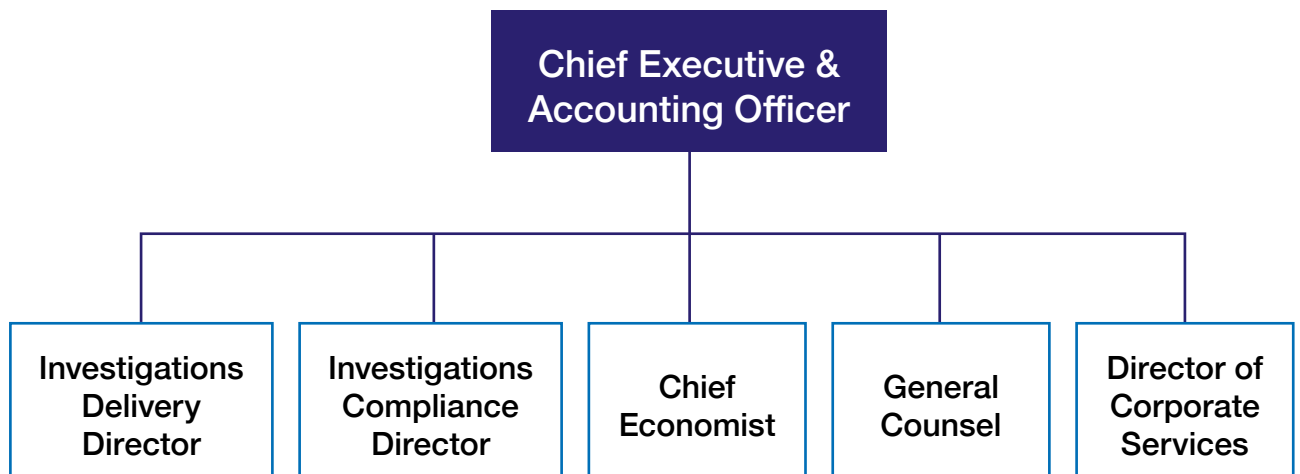 Chief Executive &
Accounting Officer
Investigations
Delivery
Director
Investigations
Compliance
Director
Chief
Economist
General
Counsel
Director of
Corporate
Services